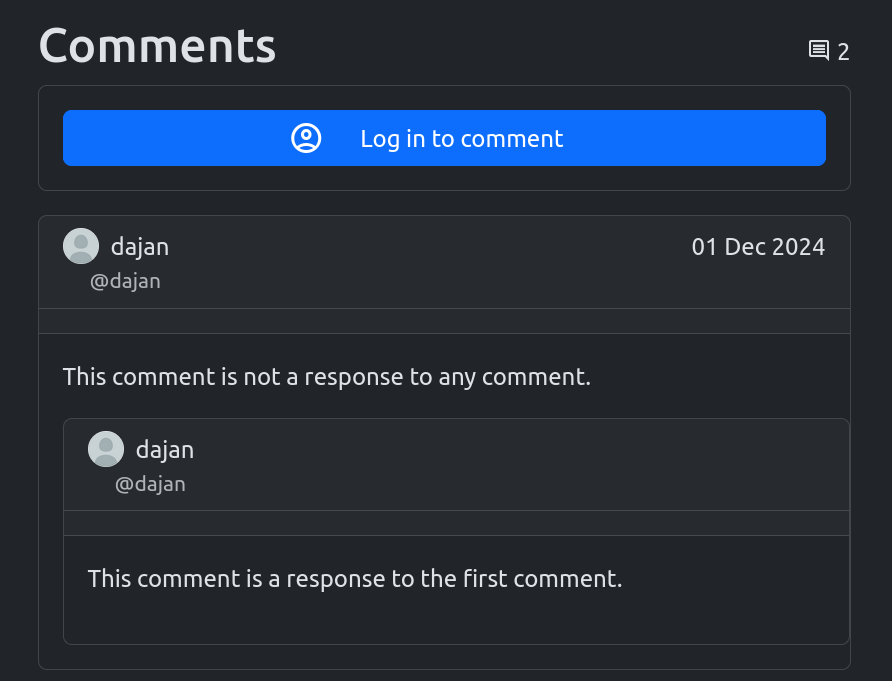 Comments
2
Log in to comment
dajan
01 Dec 2024
@dajan
This comment is not a response to any comment.
dajan
@dajan
This comment is a response to the first comment.